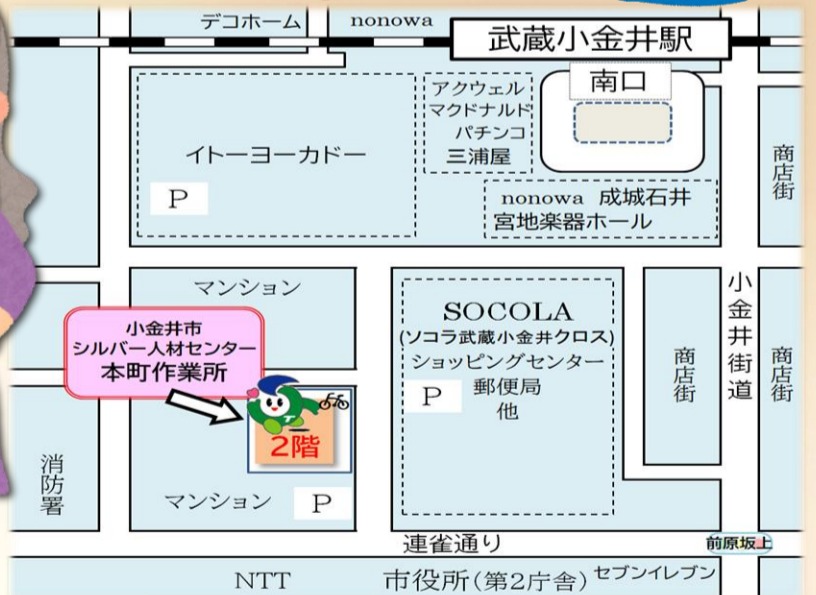 デコホーム
nonowa
武蔵小金井駅
南口
アクウェル
マクドナルド
パチンコ
三浦屋
イトーヨーカドー
P
nonowa 成城石井
宮地楽器ホール
商店街
マンション
小金井市
シルバー人材センター
本町作業所
2階
マンション
P
消防署
SOCOLA
(ソコラ武蔵小金井クロス)
ショッピングセンター
P
郵便局
他
商店街
小金井街道
商店街
連雀通り
前原坂上
NTT
市役所(第2庁舎)
セブンイレブン